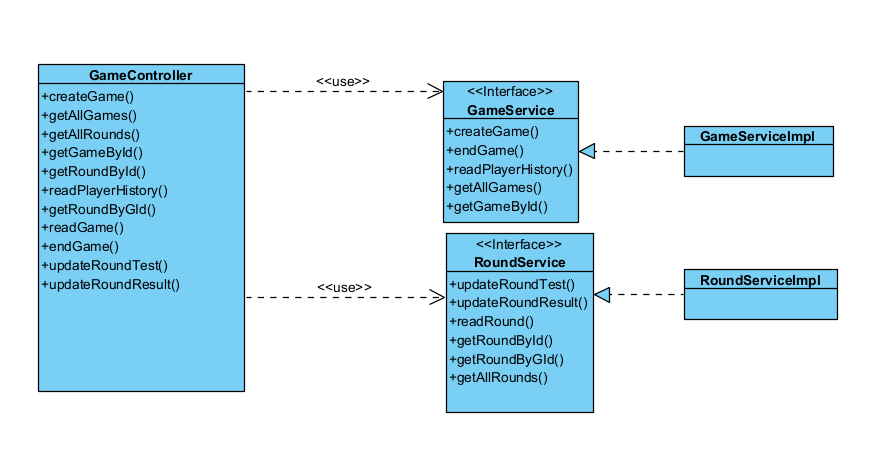 GameController
+createGame()
+getAllGames()
+getAllRounds()
+getGameById()
+getRoundById()
+readPlayerHistory()
+getRoundByGId()
+readGame()
+endGame()
+updateRoundTest()
+updateRoundResult()
<<use>>
<<use>>
<<Interface>>
GameService
+createGame()
+endGame()
+readPlayerHistory()
+getAllGames()
+getGameById()
<<Interface>>
RoundService
+updateRoundTest()
+updateRoundResult()
+readRound()
+getRoundById()
+getRoundByGId()
+getAllRounds()
GameServiceImpl
RoundServiceImpl